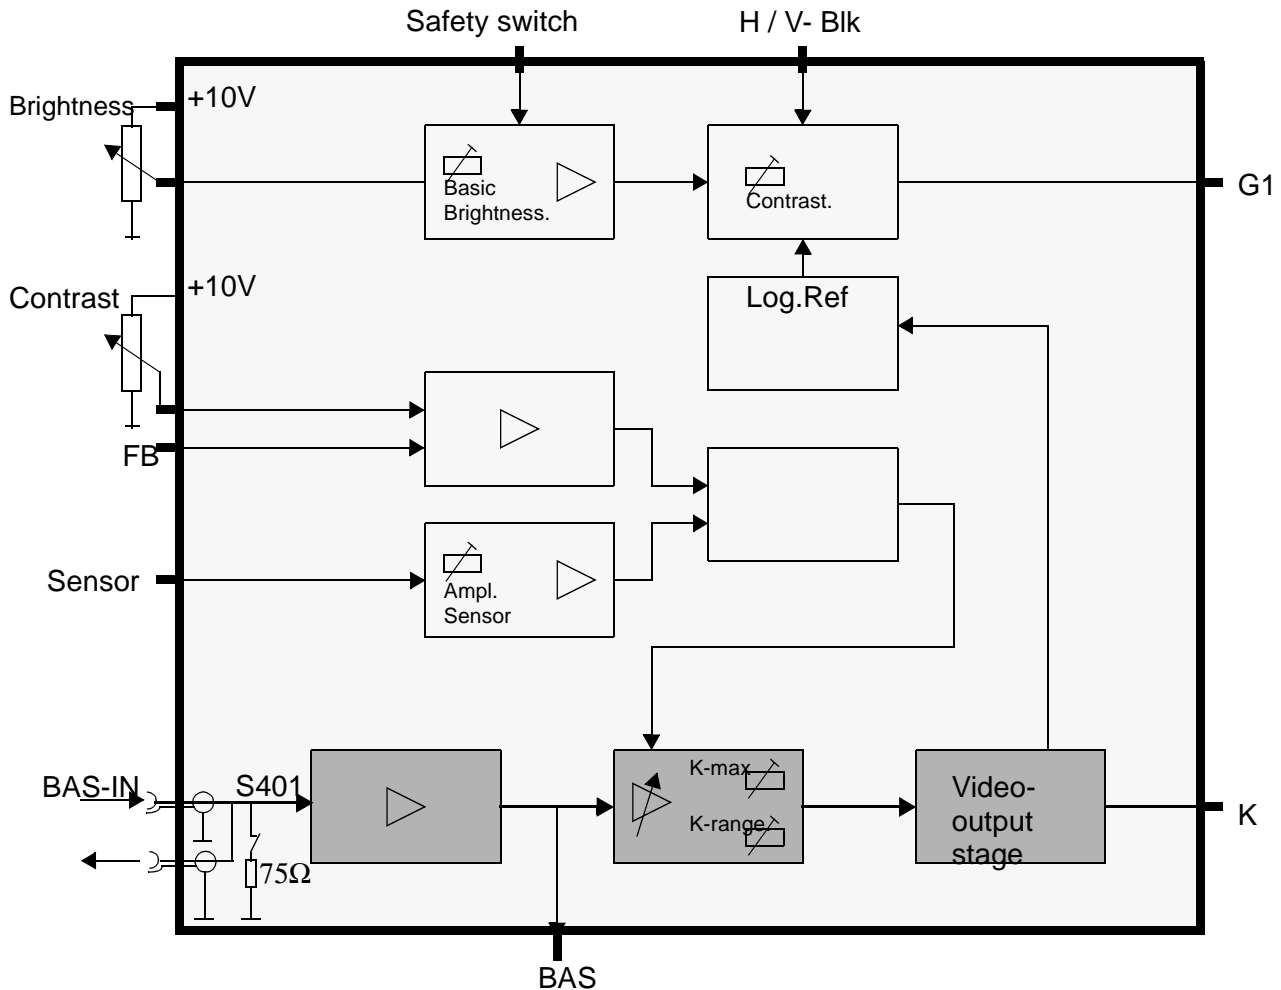 Safety switch
H / V- Blk
Brightness
+10V
Basic
Brightness.
Contrast.
G1
Contrast
+10V
Log.Ref
FB
Sensor
Ampl.
Sensor
BAS-IN
S401
75Ω
K-max
K-range
Video-
output
stage
K
BAS